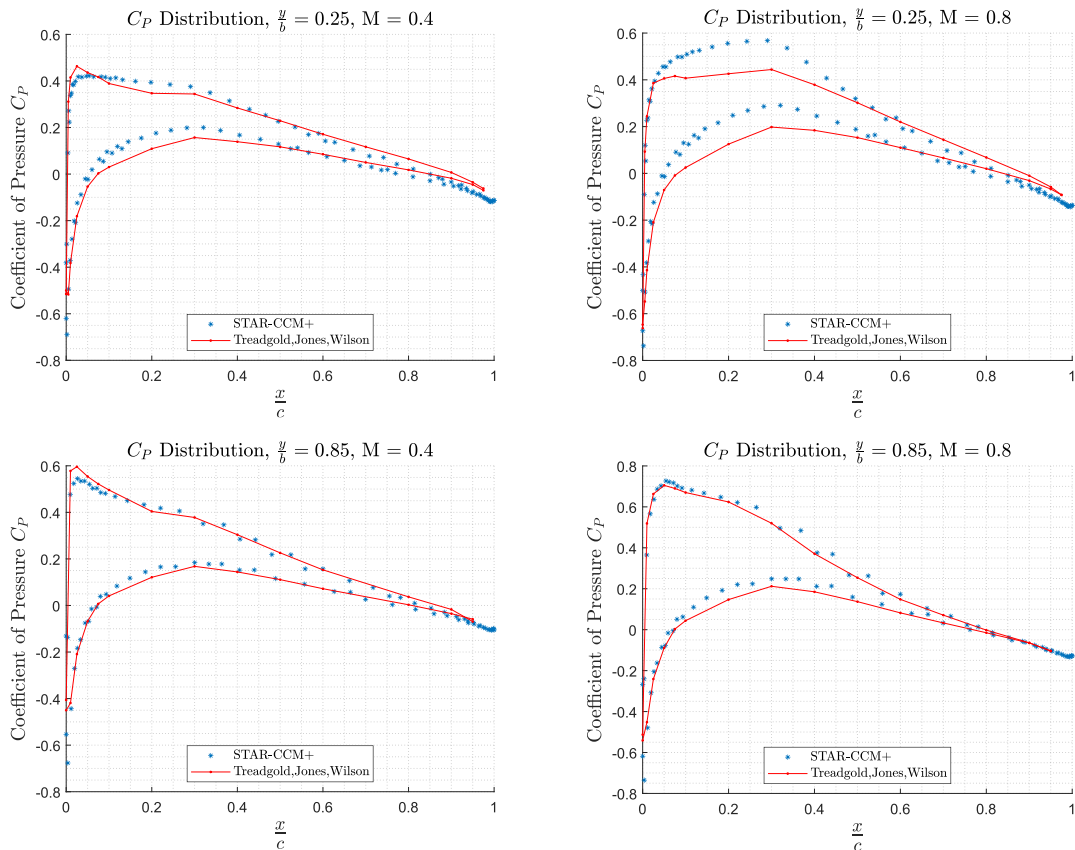 C_P Distribution, y/b = 0.25, M = 0.4
Coefficient of Pressure C_P
0.6
0.4
0.2
0
-0.2
-0.4
-0.6
-0.8
STAR-CCM+
Treadgold,Jones,Wilson
0 0.2 0.4 0.6 0.8 1
x/c
C_P Distribution, y/b = 0.25, M = 0.8
Coefficient of Pressure C_P
0.6
0.4
0.2
0
-0.2
-0.4
-0.6
-0.8
STAR-CCM+
Treadgold,Jones,Wilson
0 0.2 0.4 0.6 0.8 1
x/c
C_P Distribution, y/b = 0.85, M = 0.4
Coefficient of Pressure C_P
0.6
0.4
0.2
0
-0.2
-0.4
-0.6
-0.8
STAR-CCM+
Treadgold,Jones,Wilson
0 0.2 0.4 0.6 0.8 1
x/c
C_P Distribution, y/b = 0.85, M = 0.8
Coefficient of Pressure C_P
0.8
0.6
0.4
0.2
0
-0.2
-0.4
-0.6
-0.8
STAR-CCM+
Treadgold,Jones,Wilson
0 0.2 0.4 0.6 0.8 1
x/c